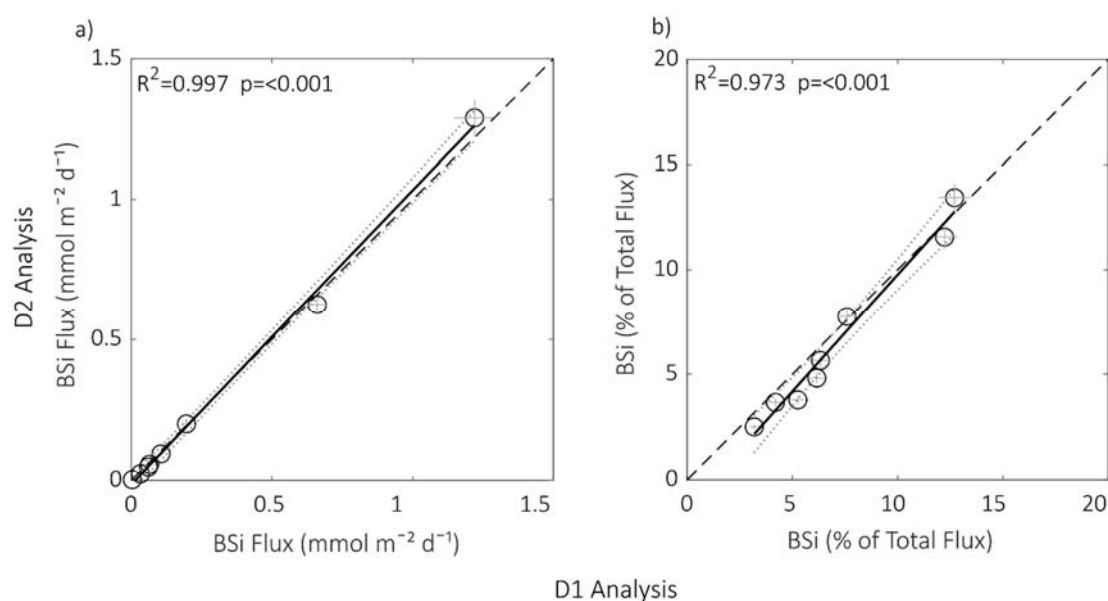 a)
R²=0.997 p=<0.001
1.5
1
0.5
0
0
0.5
1
1.5
D2 Analysis
BSi Flux (mmol m⁻² d⁻¹)
BSi Flux (mmol m⁻² d⁻¹)
b)
R²=0.973 p=<0.001
20
15
10
5
0
0
5
10
15
20
BSi (% of Total Flux)
BSi (% of Total Flux)
D1 Analysis